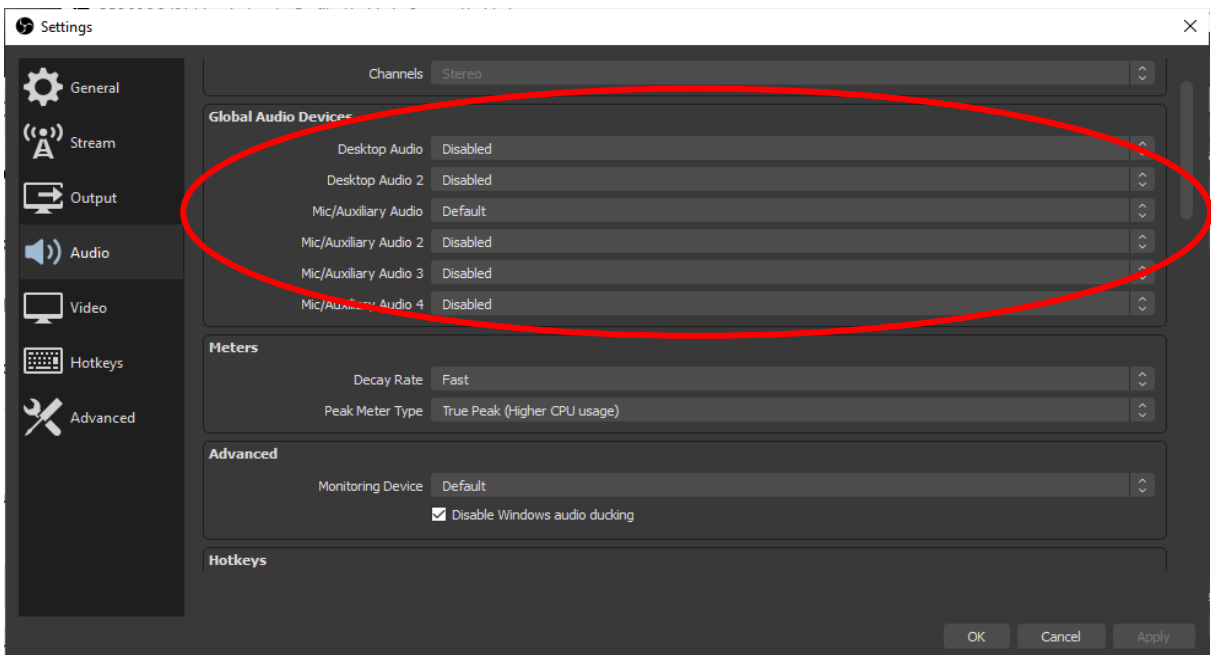 Settings
General
Stream
Output
Audio
Video
Hotkeys
Advanced
Channels Stereo
Global Audio Devices
Desktop Audio Disabled
Desktop Audio 2 Disabled
Mic/Auxiliary Audio Default
Mic/Auxiliary Audio 2 Disabled
Mic/Auxiliary Audio 3 Disabled
Mic/Auxiliary Audio 4 Disabled
Meters
Decay Rate Fast
Peak Meter Type True Peak (Higher CPU usage)
Advanced
Monitoring Device Default
Disable Windows audio ducking
Hotkeys
OK Cancel Apply